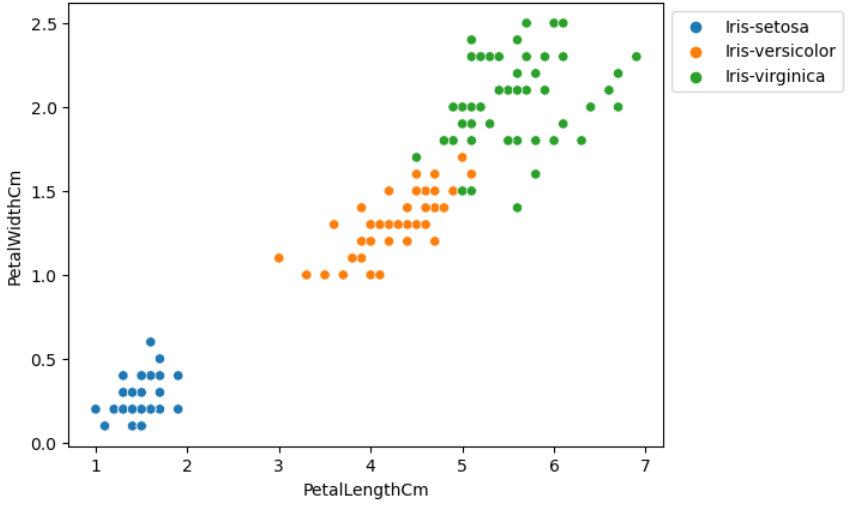 2.5
2.0
1.5
1.0
0.5
0.0
PetalWidthCm
1 2 3 4 5 6 7
PetalLengthCm
Iris-setosa
Iris-versicolor
Iris-virginica